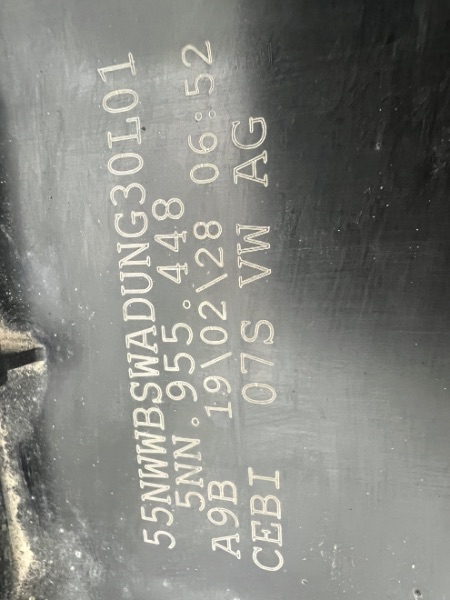 55NWWBSWADUNG30L01
5NN.955.448
A9B 19\02\28 06:52
CEBI 07S VW AG